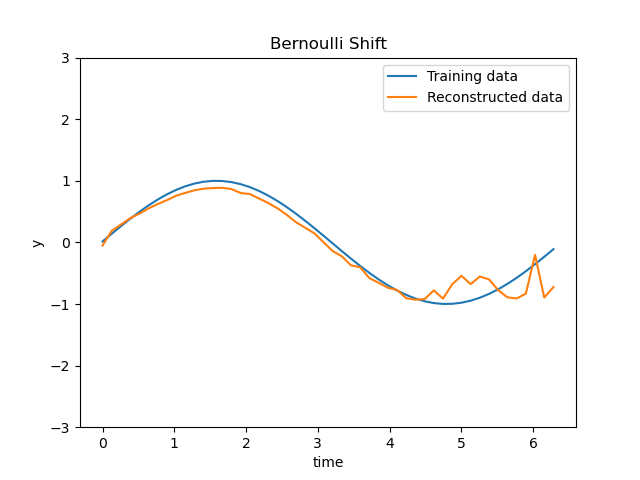 Bernoulli Shift
Training data
Reconstructed data
3
2
1
0
−1
−2
−3
y
0 1 2 3 4 5 6
time